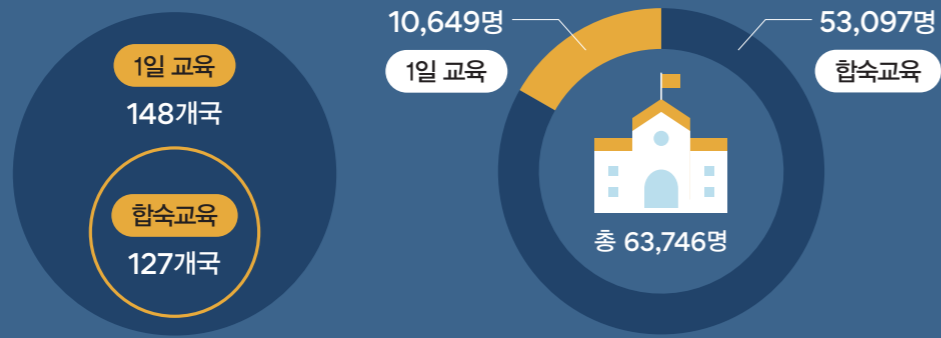 1일 교육
148개국
합숙교육
127개국
10,649명
1일 교육
53,097명
합숙교육
총 63,746명